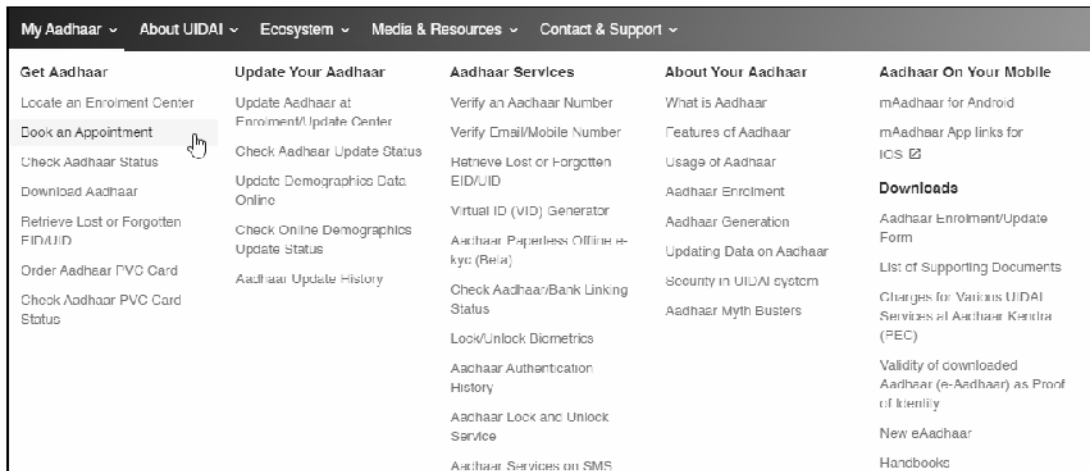 My Aadhaar About UIDAI Ecosystem Media & Resources Contact & Support
Get Aadhaar
Locate an Enrolment Center
Book an Appointment
Check Aadhaar Status
Download Aadhaar
Retrieve Lost or Forgotten
EID/UID
Order Aadhaar PVC Card
Check Aadhaar PVC Card
Status
Update Your Aadhaar
Update Aadhaar at
Enrolment/Update Center
Check Aadhaar Update Status
Update Demographics Data
Online
Check Online Demographics
Update Status
Aadhaar Update History
Aadhaar Services
Verify an Aadhaar Number
Verify Email/Mobile Number
Retrieve Lost or Forgotten
EID/UID
Virtual ID (VID) Generator
Aadhaar Paperless Offline e-
kyc (Beta)
Check Aadhaar/Bank Linking
Status
Lock/Unlock Biometrics
Aadhaar Authentication
History
Aadhaar Lock and Unlock
Service
Aadhaar Services on SMS
About Your Aadhaar
What is Aadhaar
Features of Aadhaar
Usage of Aadhaar
Aadhaar Enrolment
Aadhaar Generation
Updating Data on Aadhaar
Security in UIDAI system
Aadhaar Myth Busters
Aadhaar On Your Mobile
mAadhaar for Android
mAadhaar App links for
IOS
Downloads
Aadhaar Enrolment/Update
Form
List of Supporting Documents
Charges for Various UIDAI
Services at Aadhaar Kendra
(PEC)
Validity of downloaded
Aadhaar (e-Aadhaar) as Proof
of Identity
New eAadhaar
Handbooks